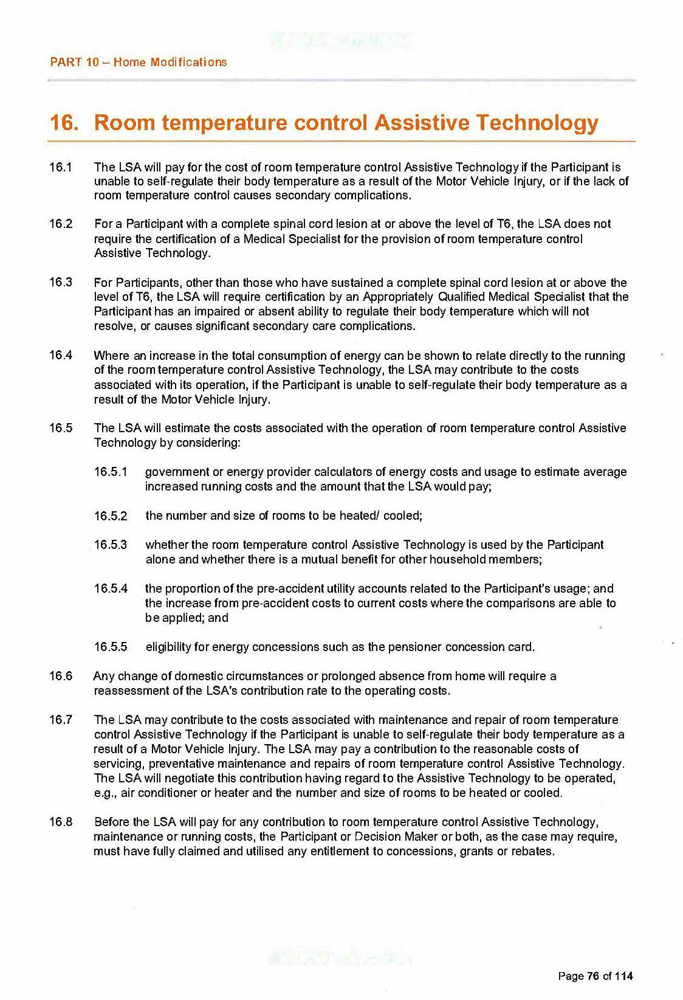 PART 10 – Home Modifications
16. Room temperature control Assistive Technology
16.1 The LSA will pay for the cost of room temperature control Assistive Technology if the Participant is
unable to self-regulate their body temperature as a result of the Motor Vehicle Injury, or if the lack of
room temperature control causes secondary complications.
16.2 For a Participant with a complete spinal cord lesion at or above the level of T6, the LSA does not
require the certification of a Medical Specialist for the provision of room temperature control
Assistive Technology.
16.3 For Participants, other than those who have sustained a complete spinal cord lesion at or above the
level of T6, the LSA will require certification by an Appropriately Qualified Medical Specialist that the
Participant has an impaired or absent ability to regulate their body temperature which will not
resolve, or causes significant secondary care complications.
16.4 Where an increase in the total consumption of energy can be shown to relate directly to the running
of the room temperature control Assistive Technology, the LSA may contribute to the costs
associated with its operation, if the Participant is unable to self-regulate their body temperature as a
result of the Motor Vehicle Injury.
16.5 The LSA will estimate the costs associated with the operation of room temperature control Assistive
Technology by considering:
16.5.1 government or energy provider calculators of energy costs and usage to estimate average
increased running costs and the amount that the LSA would pay;
16.5.2 the number and size of rooms to be heated/ cooled;
16.5.3 whether the room temperature control Assistive Technology is used by the Participant
alone and whether there is a mutual benefit for other household members;
16.5.4 the proportion of the pre-accident utility accounts related to the Participant's usage; and
the increase from pre-accident costs to current costs where the comparisons are able to
be applied; and
16.5.5 eligibility for energy concessions such as the pensioner concession card.
16.6 Any change of domestic circumstances or prolonged absence from home will require a
reassessment of the LSA's contribution rate to the operating costs.
16.7 The LSA may contribute to the costs associated with maintenance and repair of room temperature
control Assistive Technology if the Participant is unable to self-regulate their body temperature as a
result of a Motor Vehicle Injury. The LSA may pay a contribution to the reasonable costs of
servicing, preventative maintenance and repairs of room temperature control Assistive Technology.
The LSA will negotiate this contribution having regard to the Assistive Technology to be operated,
e.g., air conditioner or heater and the number and size of rooms to be heated or cooled.
16.8 Before the LSA will pay for any contribution to room temperature control Assistive Technology,
maintenance or running costs, the Participant or Decision Maker or both, as the case may require,
must have fully claimed and utilised any entitlement to concessions, grants or rebates.
Page 76 of 114